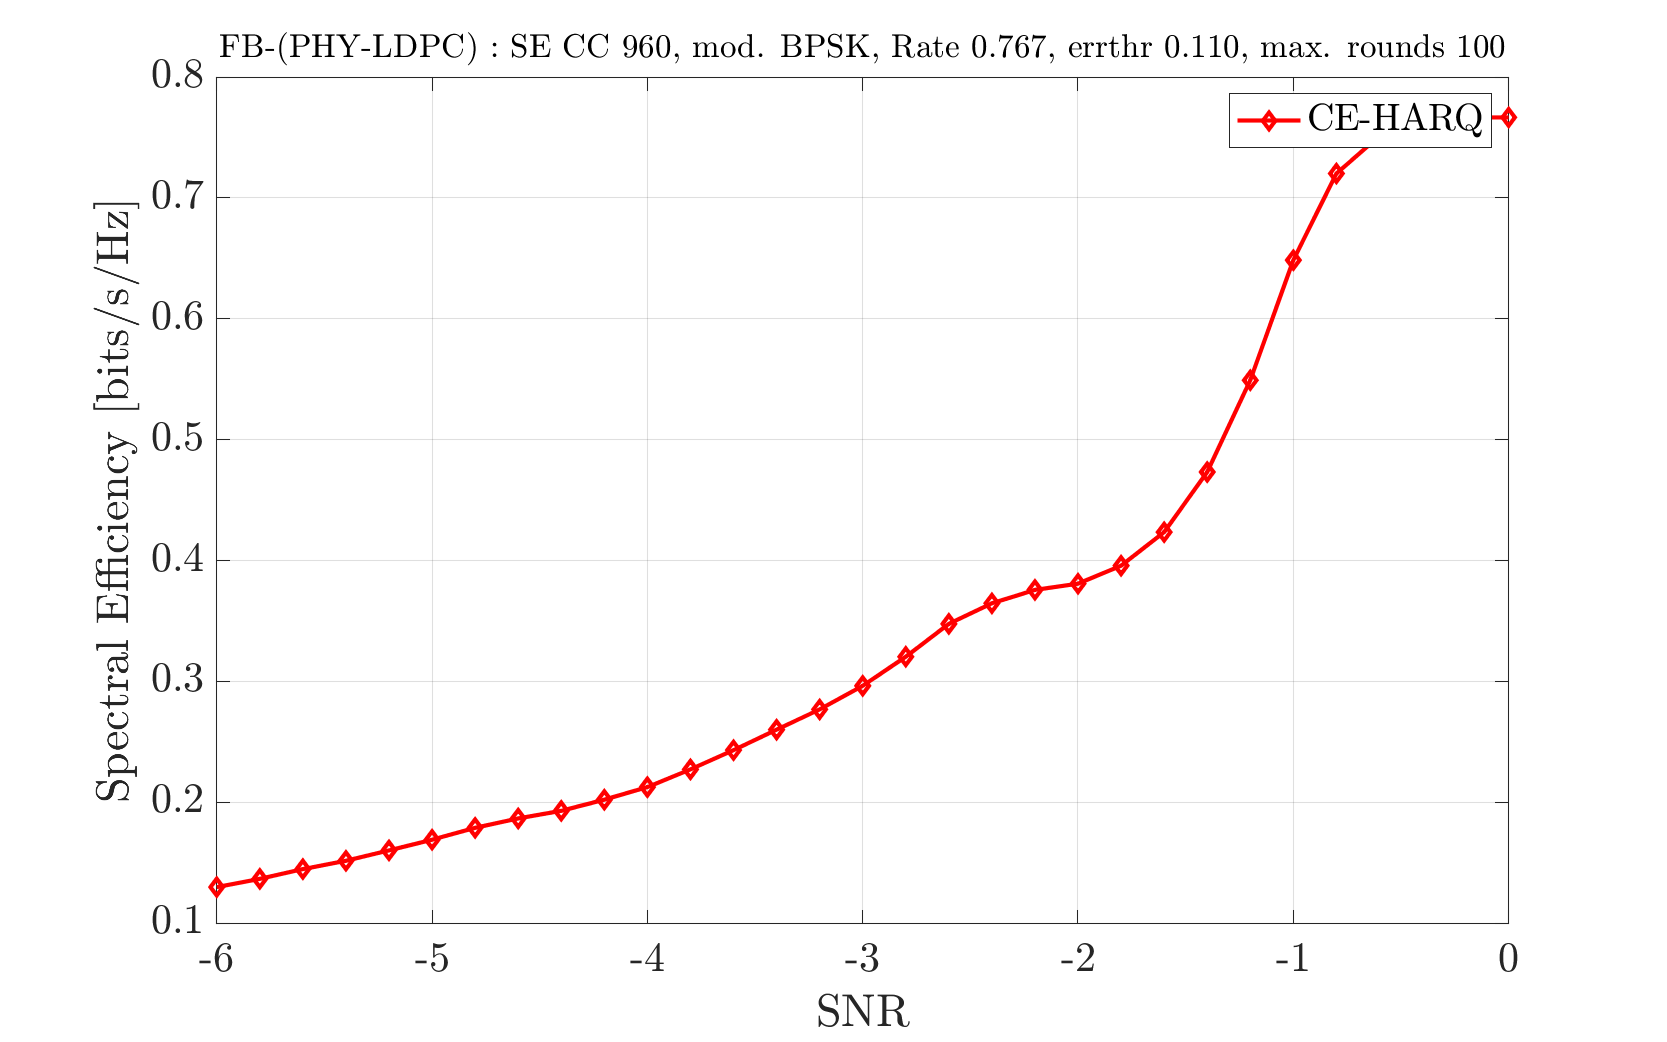 FB-(PHY-LDPC) : SE CC 960, mod. BPSK, Rate 0.767, errthr 0.110, max. rounds 100
CE-HARQ
0.8
0.7
0.6
0.5
0.4
0.3
0.2
0.1
Spectral Efficiency [bits/s/Hz]
-6 -5 -4 -3 -2 -1 0
SNR